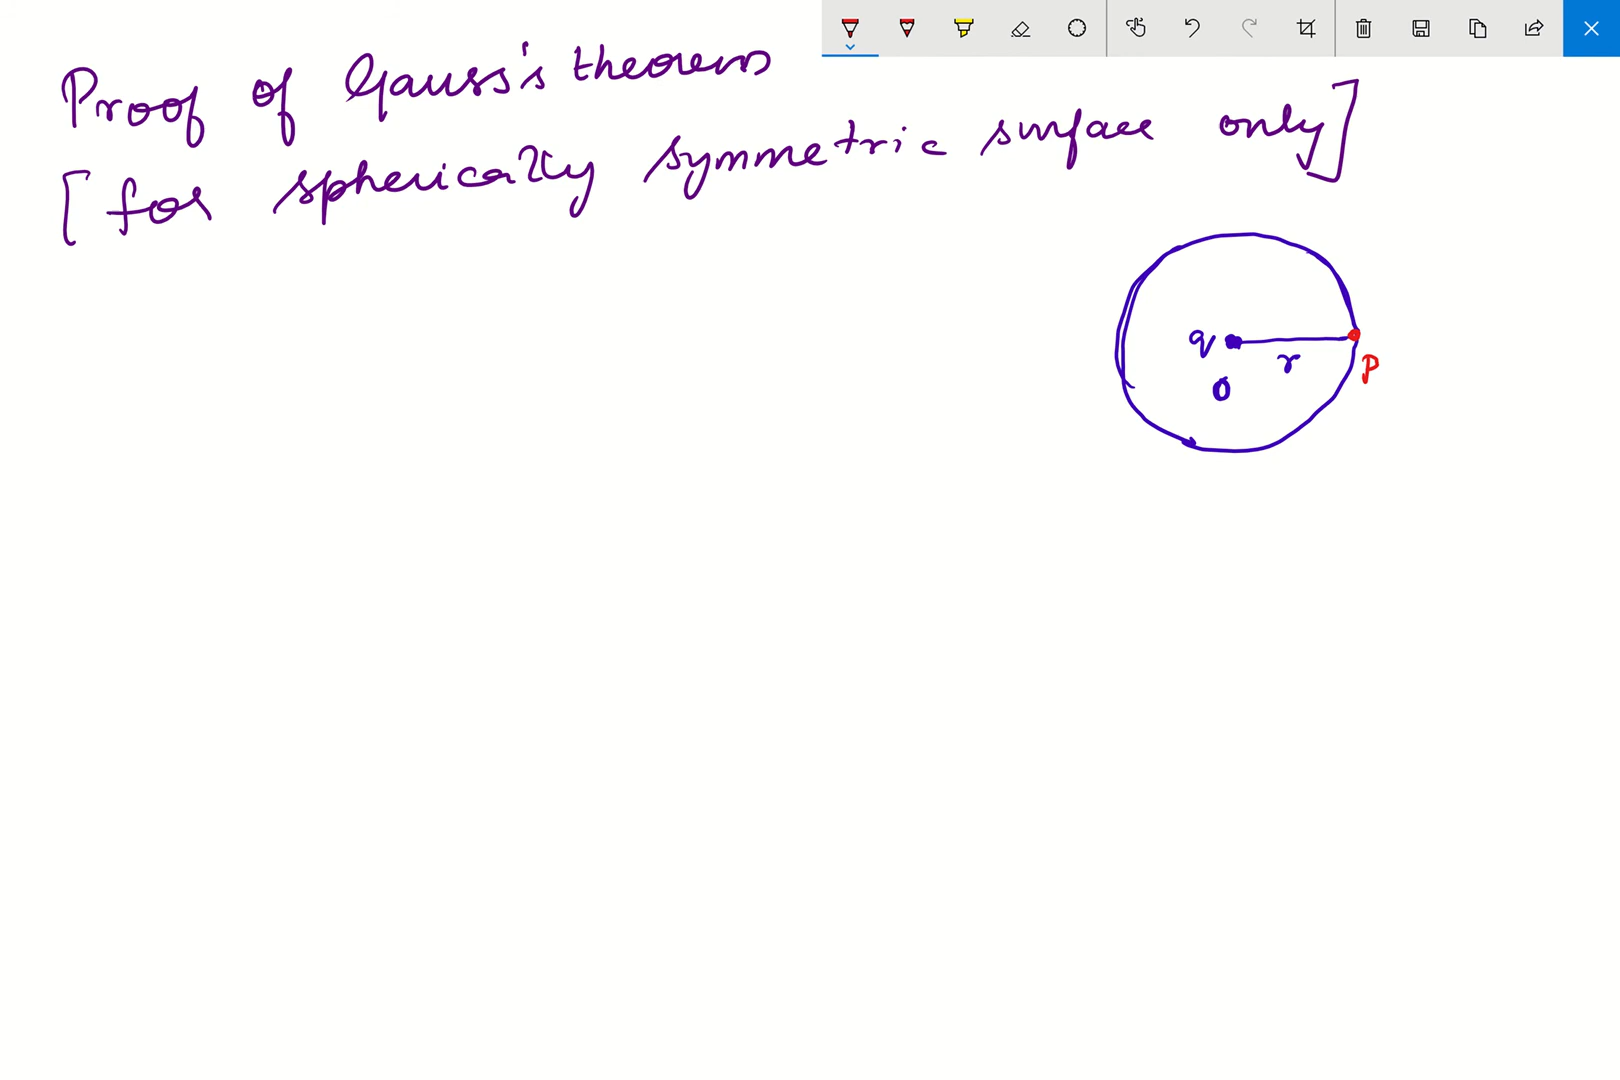 Proof of Gauss's theorem
[for spherically symmetric surface only]
q
r
P
O